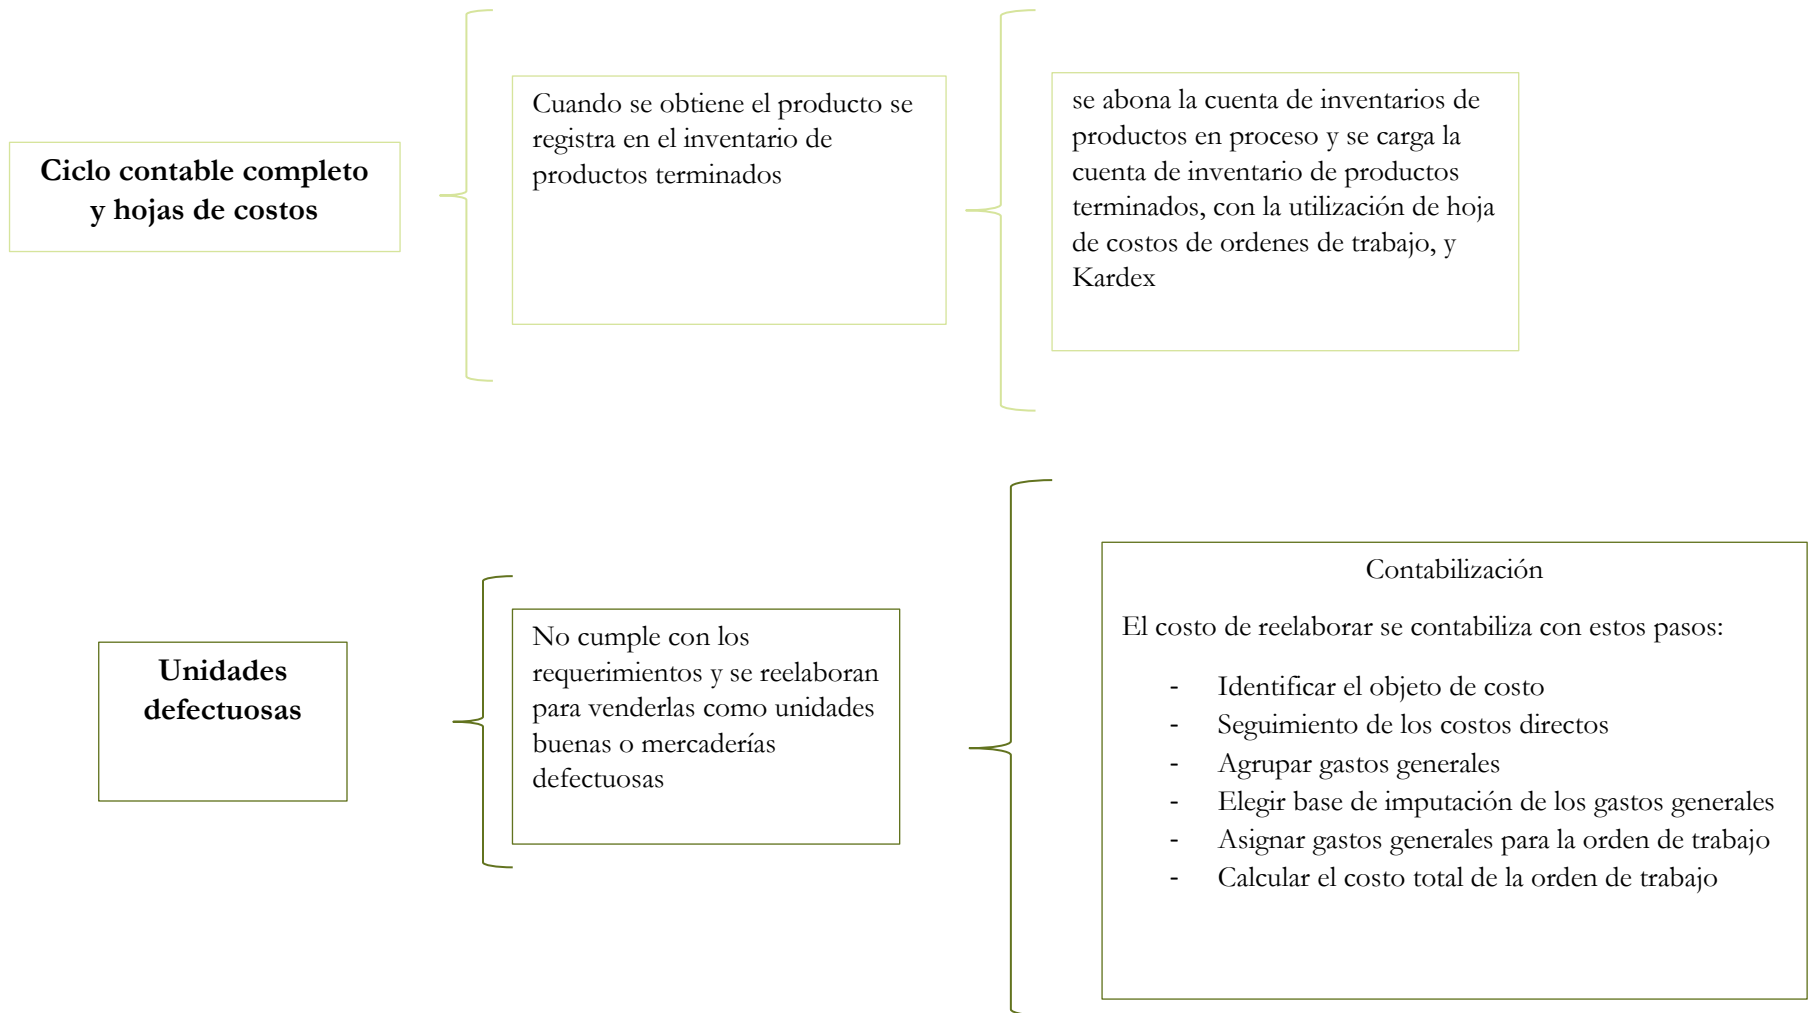 Ciclo contable completo
y hojas de costos
Cuando se obtiene el producto se
registra en el inventario de
productos terminados
se abona la cuenta de inventarios de
productos en proceso y se carga la
cuenta de inventario de productos
terminados, con la utilización de hoja
de costos de ordenes de trabajo, y
Kardex
Unidades
defectuosas
No cumple con los
requerimientos y se reelaboran
para venderlas como unidades
buenas o mercaderías
defectuosas
Contabilización
El costo de reelaborar se contabiliza con estos pasos:
- Identificar el objeto de costo
- Seguimiento de los costos directos
- Agrupar gastos generales
- Elegir base de imputación de los gastos generales
- Asignar gastos generales para la orden de trabajo
- Calcular el costo total de la orden de trabajo